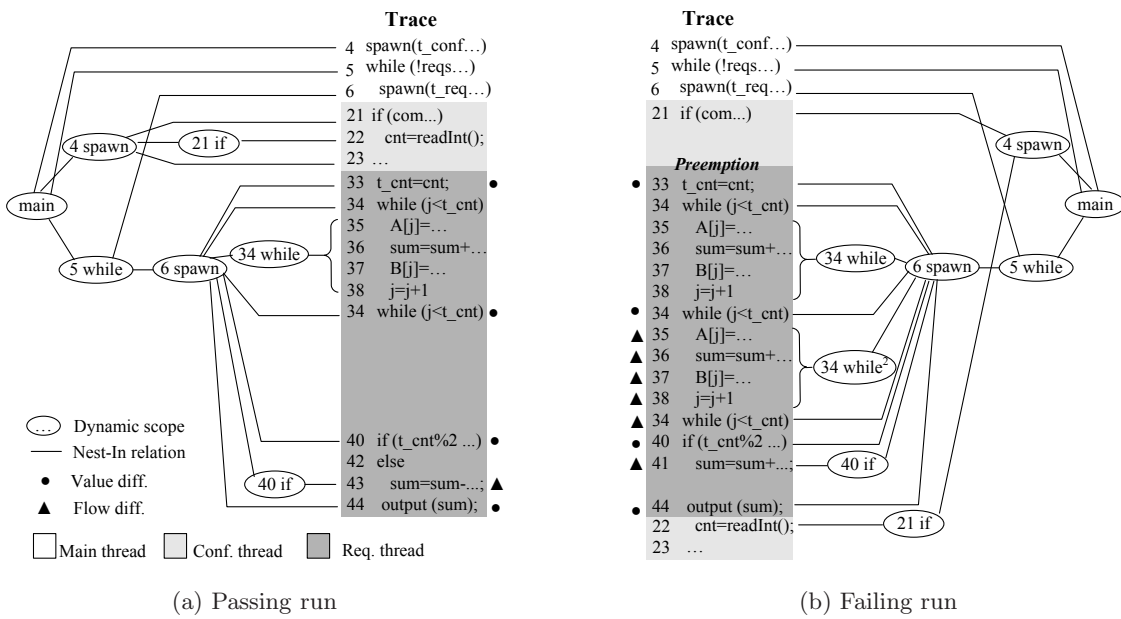 Trace
4 spawn(t_conf…)
5 while (!reqs…)
6 spawn(t_req…)
21 if (com...)
22 cnt=readInt();
23 …
33 t_cnt=cnt;
34 while (j<t_cnt)
35 A[j]=…
36 sum=sum+…
37 B[j]=…
38 j=j+1
34 while (j<t_cnt)
40 if (t_cnt%2 ...)
42 else
43 sum=sum-...;
44 output (sum);
main
4 spawn
21 if
5 while
6 spawn
34 while
40 if
… Dynamic scope
Nest-In relation
Value diff.
Flow diff.
Main thread
Conf. thread
Req. thread
(a) Passing run
Trace
4 spawn(t_conf…)
5 while (!reqs…)
6 spawn(t_req…)
21 if (com...)
Preemption
33 t_cnt=cnt;
34 while (j<t_cnt)
35 A[j]=…
36 sum=sum+…
37 B[j]=…
38 j=j+1
34 while (j<t_cnt)
35 A[j]=…
36 sum=sum+…
37 B[j]=…
38 j=j+1
34 while (j<t_cnt)
40 if (t_cnt%2 ...)
41 sum=sum+...;
44 output (sum);
22 cnt=readInt();
23 …
4 spawn
main
34 while
6 spawn
5 while
34 while²
40 if
21 if
(b) Failing run